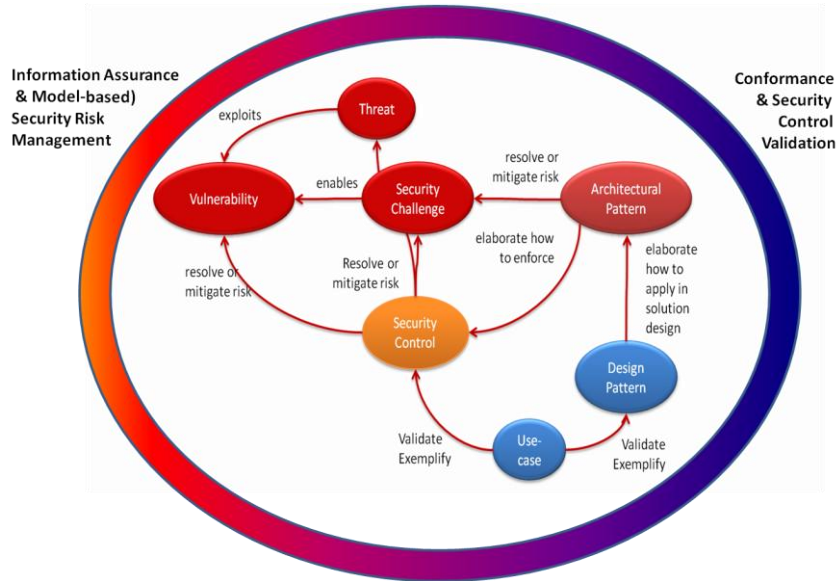 Information Assurance
& Model-based)
Security Risk
Management
Conformance
& Security
Control
Validation
Threat
exploits
Vulnerability
enables
Security
Challenge
resolve or
mitigate risk
Architectural
Pattern
resolve or
mitigate risk
Resolve or
mitigate risk
elaborate how
to enforce
elaborate
how to
apply in
solution
design
Security
Control
Design
Pattern
Validate
Exemplify
Use-
case
Validate
Exemplify